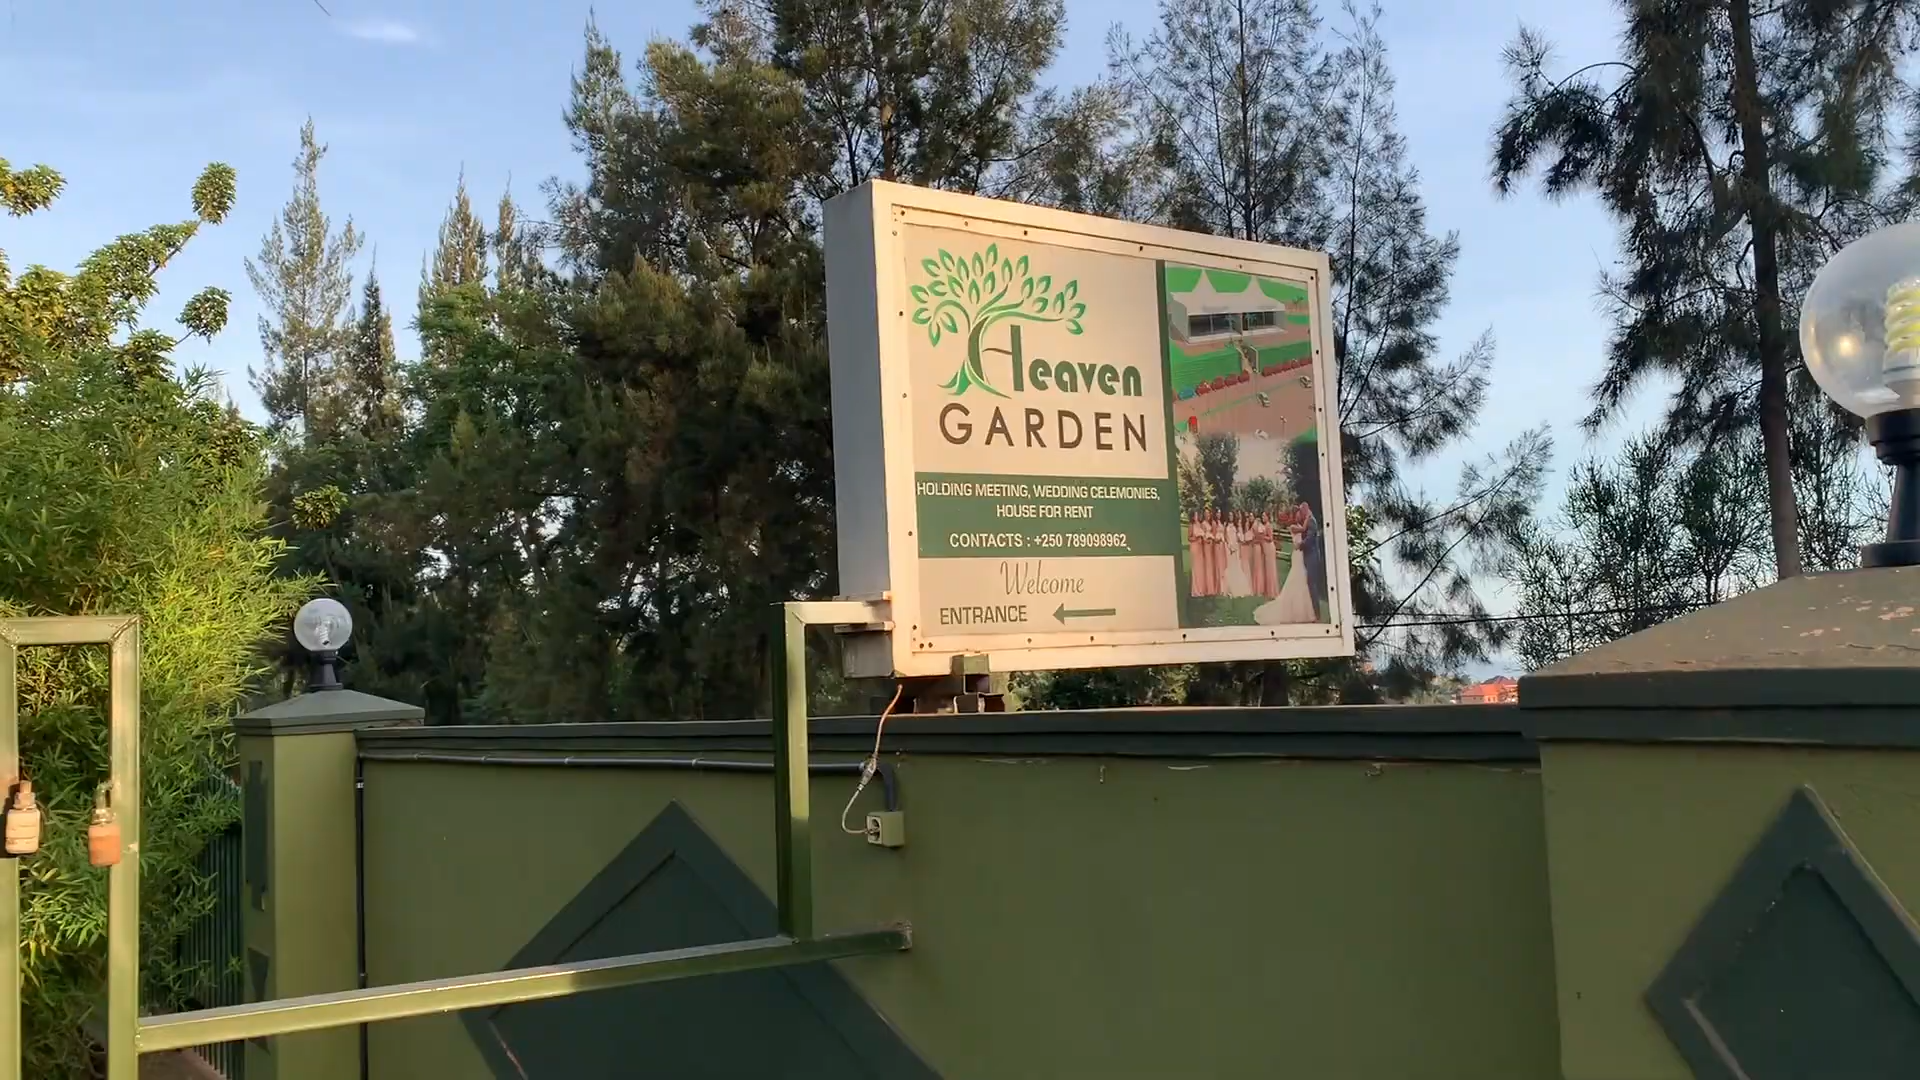 Heaven
GARDEN
HOLDING MEETING, WEDDING CELEMONIES,
HOUSE FOR RENT
CONTACTS : +250 789098962
Welcome
ENTRANCE